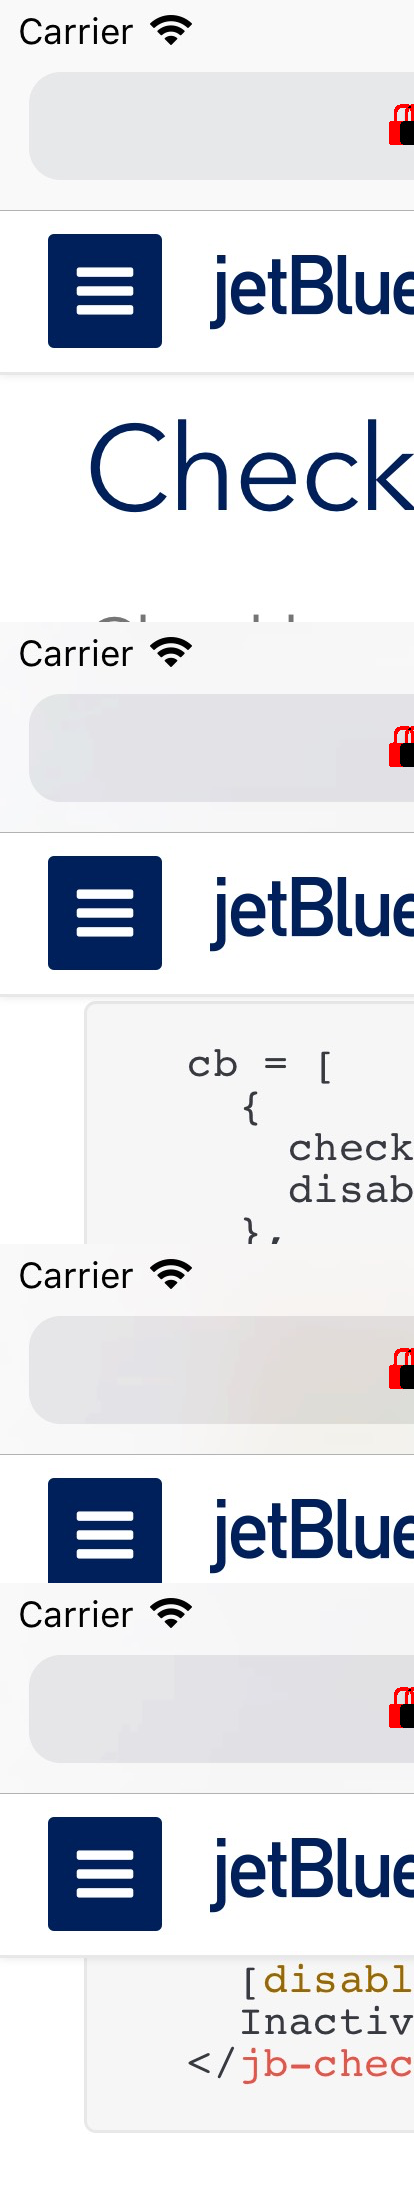 Carrier
jetBlue
Check
Carrier
jetBlue
cb = [
{
check
disab
},
Carrier
jetBlue
Carrier
jetBlue
[disabl
Inactiv
</jb-chec